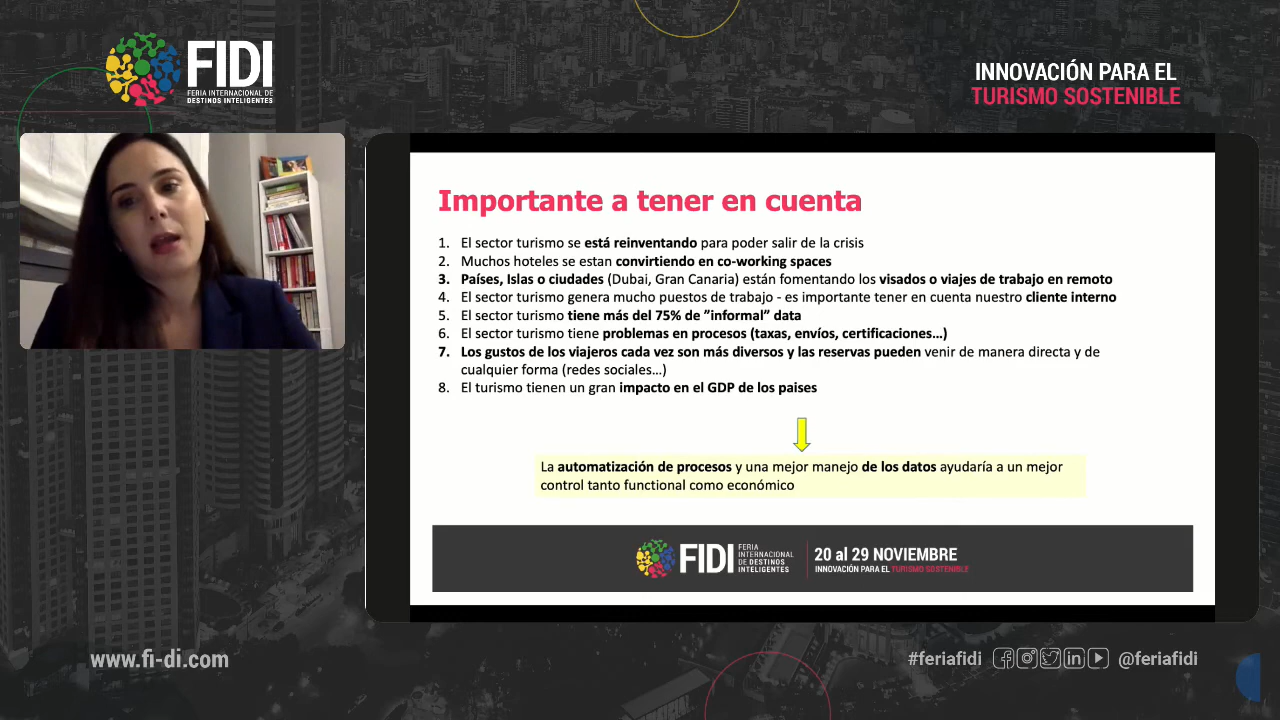 FIDI
FERIA INTERNACIONAL DE
DESTINOS INTELIGENTES
INNOVACIÓN PARA EL
TURISMO SOSTENIBLE
Importante a tener en cuenta
1. El sector turismo se está reinventando para poder salir de la crisis
2. Muchos hoteles se estan convirtiendo en co-working spaces
3. Países, Islas o ciudades (Dubai, Gran Canaria) están fomentando los visados o viajes de trabajo en remoto
4. El sector turismo genera mucho puestos de trabajo - es importante tener en cuenta nuestro cliente interno
5. El sector turismo tiene más del 75% de ”informal” data
6. El sector turismo tiene problemas en procesos (taxas, envíos, certificaciones…)
7. Los gustos de los viajeros cada vez son más diversos y las reservas pueden venir de manera directa y de
cualquier forma (redes sociales…)
8. El turismo tienen un gran impacto en el GDP de los paises
La automatización de procesos y una mejor manejo de los datos ayudaría a un mejor
control tanto functional como económico
FIDI
FERIA
INTERNACIONAL
DE DESTINOS
INTELIGENTES
20 al 29 NOVIEMBRE
INNOVACIÓN PARA EL TURISMO SOSTENIBLE
www.fi-di.com
#feriafidi
@feriafidi